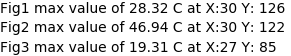 Fig1 max value of 28.32 C at X:30 Y: 126
Fig2 max value of 46.94 C at X:30 Y: 122
Fig3 max value of 19.31 C at X:27 Y: 85